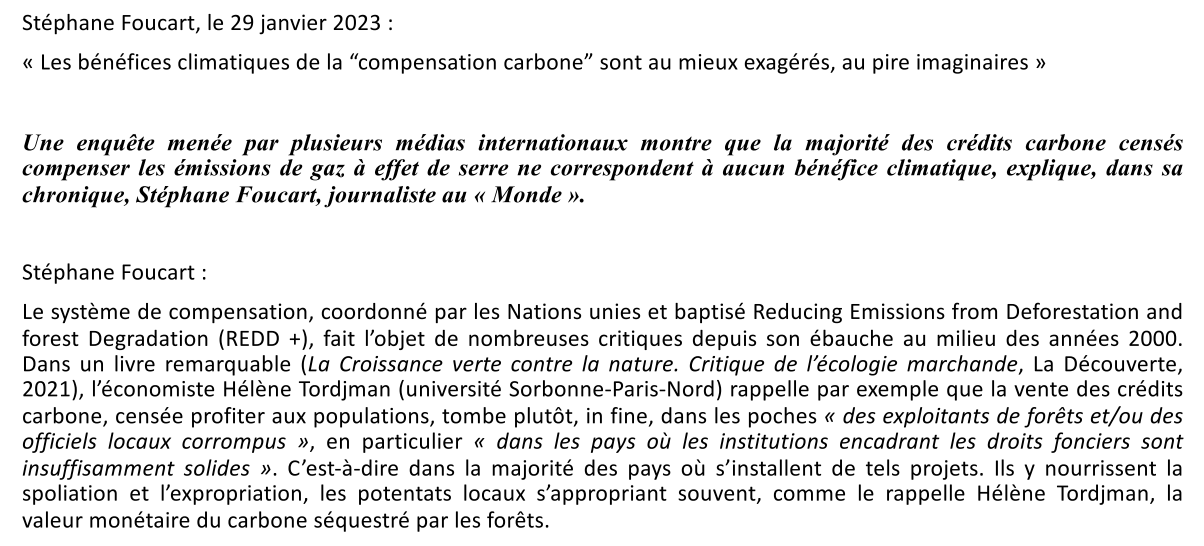 Stéphane Foucart, le 29 janvier 2023 :
« Les bénéfices climatiques de la “compensation carbone” sont au mieux exagérés, au pire imaginaires »
Une enquête menée par plusieurs médias internationaux montre que la majorité des crédits carbone censés
compenser les émissions de gaz à effet de serre ne correspondent à aucun bénéfice climatique, explique, dans sa
chronique, Stéphane Foucart, journaliste au « Monde ».
Stéphane Foucart :
Le système de compensation, coordonné par les Nations unies et baptisé Reducing Emissions from Deforestation and
forest Degradation (REDD +), fait l’objet de nombreuses critiques depuis son ébauche au milieu des années 2000.
Dans un livre remarquable (La Croissance verte contre la nature. Critique de l’écologie marchande, La Découverte,
2021), l’économiste Hélène Tordjman (université Sorbonne-Paris-Nord) rappelle par exemple que la vente des crédits
carbone, censée profiter aux populations, tombe plutôt, in fine, dans les poches « des exploitants de forêts et/ou des
officiels locaux corrompus », en particulier « dans les pays où les institutions encadrant les droits fonciers sont
insuffisamment solides ». C’est-à-dire dans la majorité des pays où s’installent de tels projets. Ils y nourrissent la
spoliation et l’expropriation, les potentats locaux s’appropriant souvent, comme le rappelle Hélène Tordjman, la
valeur monétaire du carbone séquestré par les forêts.